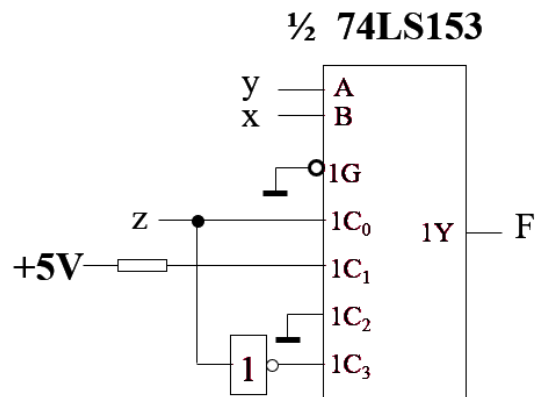 ½ 74LS153
y A
x B
1G
z 1C₀ 1Y F
+5V 1C₁
1C₂
1 1C₃